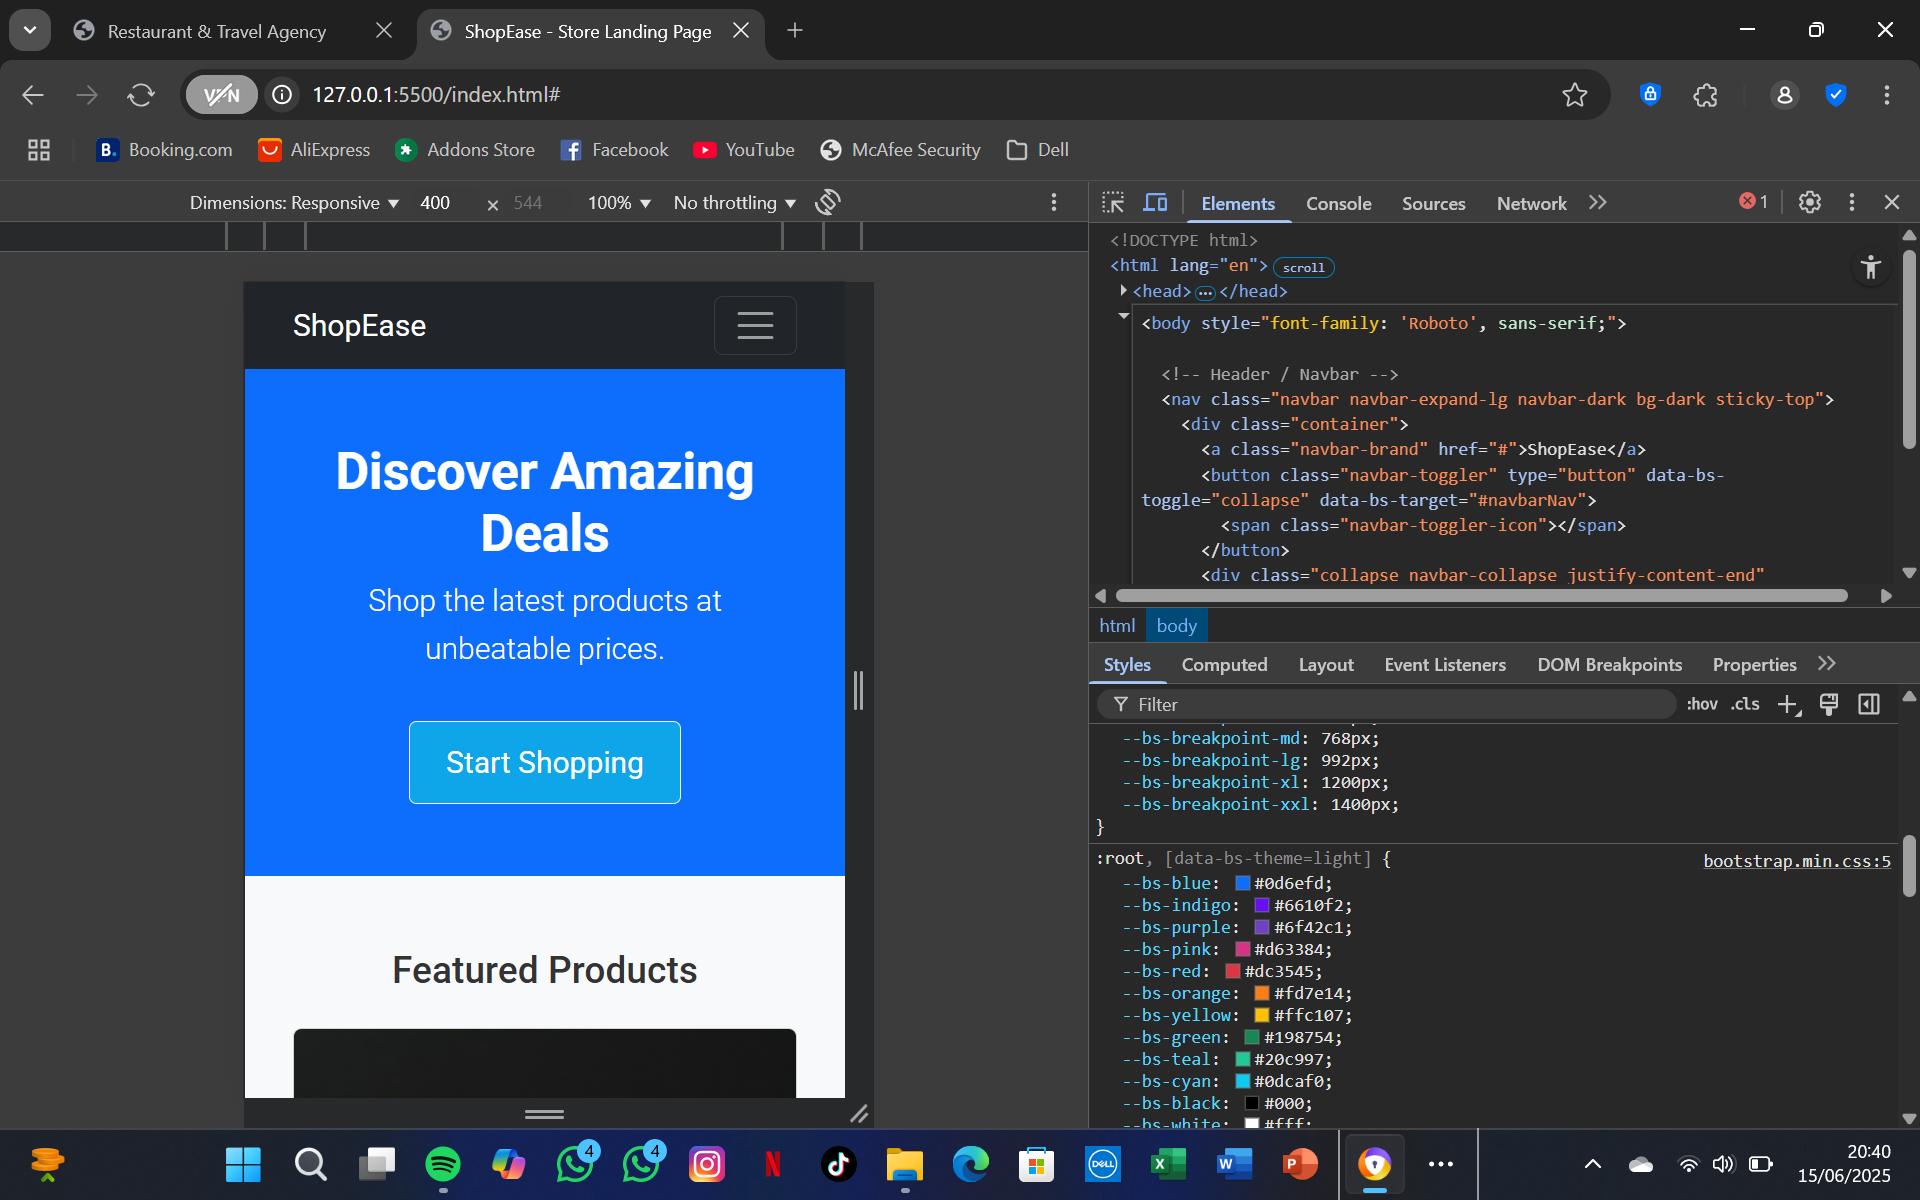 Restaurant & Travel Agency
ShopEase - Store Landing Page
VPN
127.0.0.1:5500/index.html#
Booking.com
AliExpress
Addons Store
Facebook
YouTube
McAfee Security
Dell
Dimensions: Responsive
400
×
544
100%
No throttling
Elements
Console
Sources
Network
1
ShopEase
Discover Amazing
Deals
Shop the latest products at
unbeatable prices.
Start Shopping
Featured Products
<!DOCTYPE html>
<html lang="en">
scroll
<head>…</head>
<body style="font-family: 'Roboto', sans-serif;">
<!-- Header / Navbar -->
<nav class="navbar navbar-expand-lg navbar-dark bg-dark sticky-top">
<div class="container">
<a class="navbar-brand" href="#">ShopEase</a>
<button class="navbar-toggler" type="button" data-bs-
toggle="collapse" data-bs-target="#navbarNav">
<span class="navbar-toggler-icon"></span>
</button>
<div class="collapse navbar-collapse justify-content-end"
html
body
Styles
Computed
Layout
Event Listeners
DOM Breakpoints
Properties
Filter
:hov
.cls
--bs-breakpoint-md: 768px;
--bs-breakpoint-lg: 992px;
--bs-breakpoint-xl: 1200px;
--bs-breakpoint-xxl: 1400px;
}
:root, [data-bs-theme=light] {
bootstrap.min.css:5
--bs-blue: #0d6efd;
--bs-indigo: #6610f2;
--bs-purple: #6f42c1;
--bs-pink: #d63384;
--bs-red: #dc3545;
--bs-orange: #fd7e14;
--bs-yellow: #ffc107;
--bs-green: #198754;
--bs-teal: #20c997;
--bs-cyan: #0dcaf0;
--bs-black: #000;
--bs-white: #fff;
4
4
20:40
15/06/2025